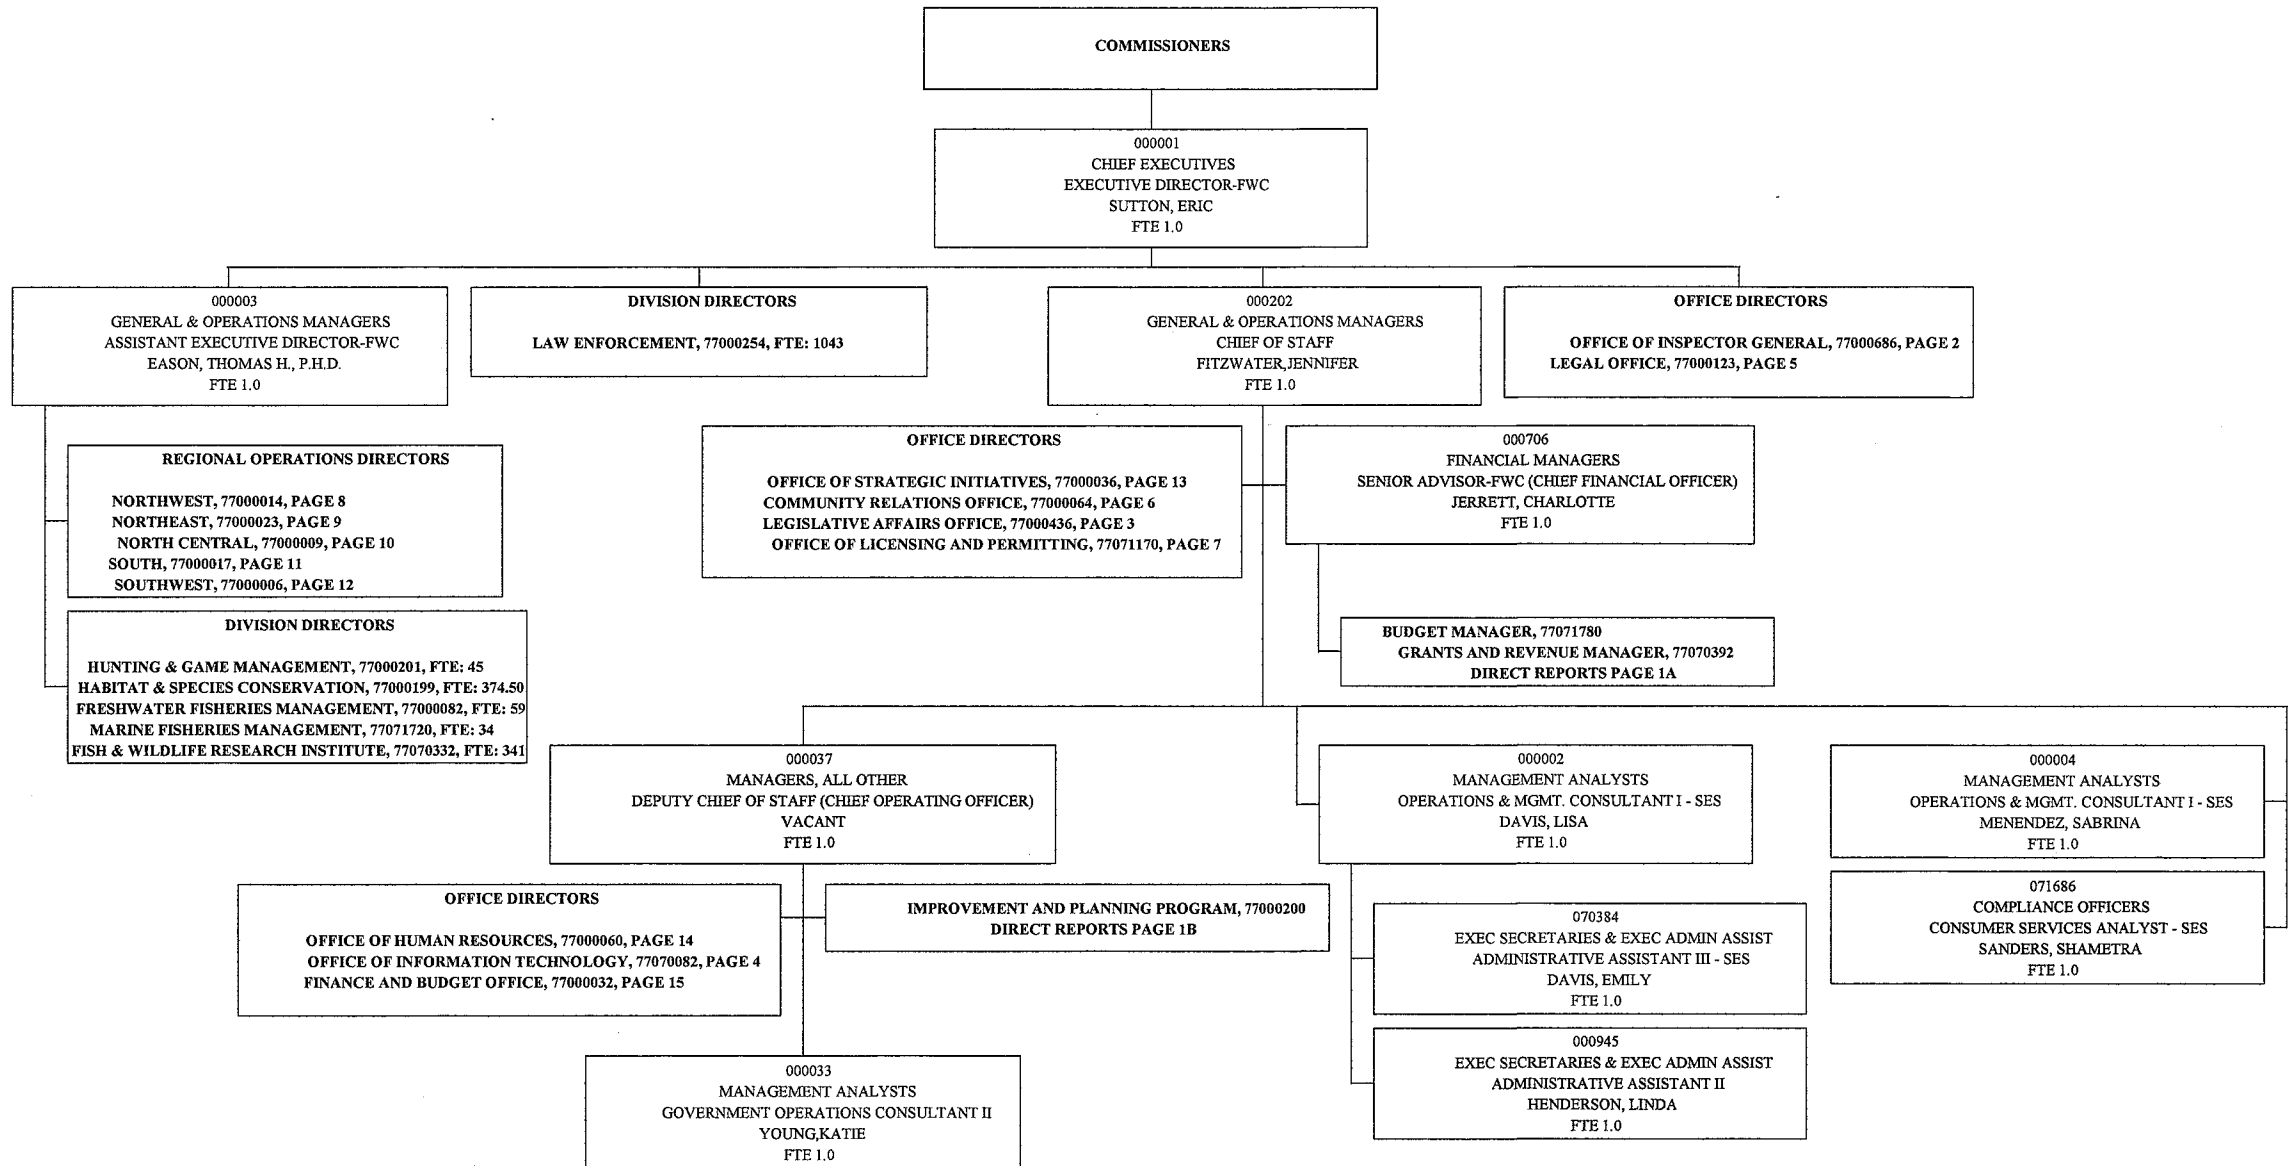 COMMISSIONERS
000001
CHIEF EXECUTIVES
EXECUTIVE DIRECTOR-FWC
SUTTON, ERIC
FTE 1.0
000003
GENERAL & OPERATIONS MANAGERS
ASSISTANT EXECUTIVE DIRECTOR-FWC
EASON, THOMAS H., P.H.D.
FTE 1.0
DIVISION DIRECTORS
LAW ENFORCEMENT, 77000254, FTE: 1043
000202
GENERAL & OPERATIONS MANAGERS
CHIEF OF STAFF
FITZWATER,JENNIFER
FTE 1.0
OFFICE DIRECTORS
OFFICE OF INSPECTOR GENERAL, 77000686, PAGE 2
LEGAL OFFICE, 77000123, PAGE 5
REGIONAL OPERATIONS DIRECTORS
NORTHWEST, 77000014, PAGE 8
NORTHEAST, 77000023, PAGE 9
NORTH CENTRAL, 77000009, PAGE 10
SOUTH, 77000017, PAGE 11
SOUTHWEST, 77000006, PAGE 12
DIVISION DIRECTORS
HUNTING & GAME MANAGEMENT, 77000201, FTE: 45
HABITAT & SPECIES CONSERVATION, 77000199, FTE: 374.50
FRESHWATER FISHERIES MANAGEMENT, 77000082, FTE: 59
MARINE FISHERIES MANAGEMENT, 77071720, FTE: 34
FISH & WILDLIFE RESEARCH INSTITUTE, 77070332, FTE: 341
OFFICE DIRECTORS
OFFICE OF STRATEGIC INITIATIVES, 77000036, PAGE 13
COMMUNITY RELATIONS OFFICE, 77000064, PAGE 6
LEGISLATIVE AFFAIRS OFFICE, 77000436, PAGE 3
OFFICE OF LICENSING AND PERMITTING, 77071170, PAGE 7
000706
FINANCIAL MANAGERS
SENIOR ADVISOR-FWC (CHIEF FINANCIAL OFFICER)
JERRETT, CHARLOTTE
FTE 1.0
BUDGET MANAGER, 77071780
GRANTS AND REVENUE MANAGER, 77070392
DIRECT REPORTS PAGE 1A
000037
MANAGERS, ALL OTHER
DEPUTY CHIEF OF STAFF (CHIEF OPERATING OFFICER)
VACANT
FTE 1.0
000002
MANAGEMENT ANALYSTS
OPERATIONS & MGMT. CONSULTANT I - SES
DAVIS, LISA
FTE 1.0
000004
MANAGEMENT ANALYSTS
OPERATIONS & MGMT. CONSULTANT I - SES
MENENDEZ, SABRINA
FTE 1.0
OFFICE DIRECTORS
OFFICE OF HUMAN RESOURCES, 77000060, PAGE 14
OFFICE OF INFORMATION TECHNOLOGY, 77070082, PAGE 4
FINANCE AND BUDGET OFFICE, 77000032, PAGE 15
IMPROVEMENT AND PLANNING PROGRAM, 77000200
DIRECT REPORTS PAGE 1B
070384
EXEC SECRETARIES & EXEC ADMIN ASSIST
ADMINISTRATIVE ASSISTANT III - SES
DAVIS, EMILY
FTE 1.0
071686
COMPLIANCE OFFICERS
CONSUMER SERVICES ANALYST - SES
SANDERS, SHAMETRA
FTE 1.0
000945
EXEC SECRETARIES & EXEC ADMIN ASSIST
ADMINISTRATIVE ASSISTANT II
HENDERSON, LINDA
FTE 1.0
000033
MANAGEMENT ANALYSTS
GOVERNMENT OPERATIONS CONSULTANT II
YOUNG,KATIE
FTE 1.0